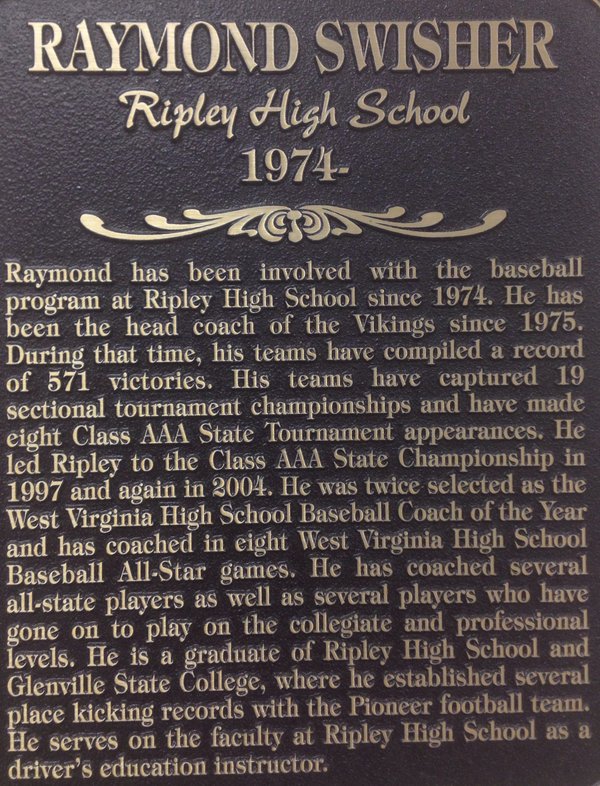 RAYMOND SWISHER
Ripley High School
1974-
Raymond has been involved with the baseball
program at Ripley High School since 1974. He has
been the head coach of the Vikings since 1975.
During that time, his teams have compiled a record
of 571 victories. His teams have captured 19
sectional tournament championships and have made
eight Class AAA State Tournament appearances. He
led Ripley to the Class AAA State Championship in
1997 and again in 2004. He was twice selected as the
West Virginia High School Baseball Coach of the Year
and has coached in eight West Virginia High School
Baseball All-Star games. He has coached several
all-state players as well as several players who have
gone on to play on the collegiate and professional
levels. He is a graduate of Ripley High School and
Glenville State College, where he established several
place kicking records with the Pioneer football team.
He serves on the faculty at Ripley High School as a
driver's education instructor.